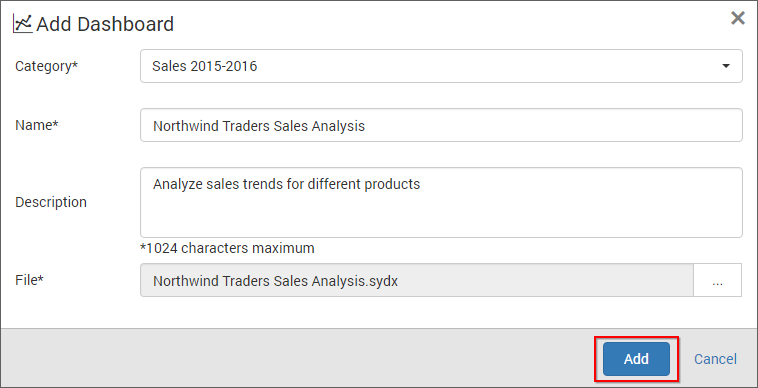 Add Dashboard
Category* Sales 2015-2016
Name* Northwind Traders Sales Analysis
Analyze sales trends for different products
Description
*1024 characters maximum
File* Northwind Traders Sales Analysis.sydx ...
Add Cancel